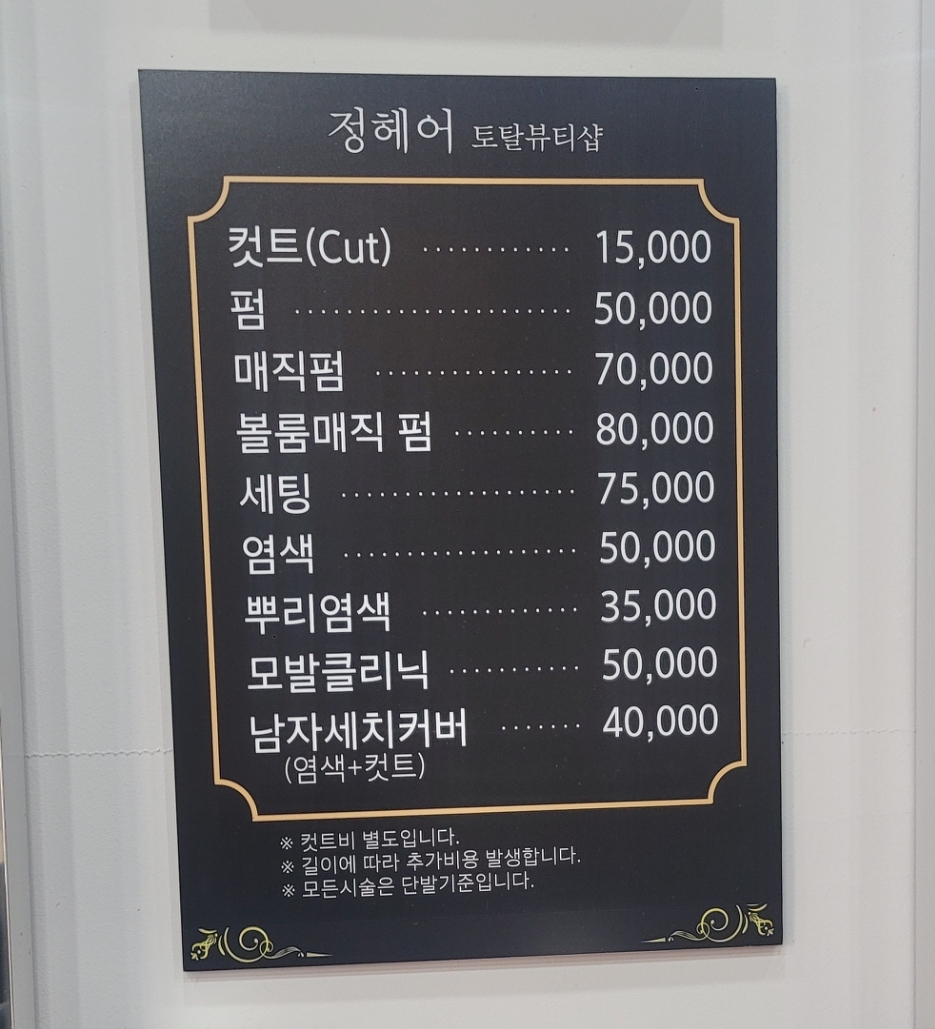 정헤어 토탈뷰티샵
컷트(Cut) ············ 15,000
펌 ······················· 50,000
매직펌 ················· 70,000
볼륨매직 펌 ·········· 80,000
세팅 ···················· 75,000
염색 ···················· 50,000
뿌리염색 ············· 35,000
모발클리닉 ··········· 50,000
남자세치커버 ······· 40,000
(염색+컷트)
※ 컷트비 별도입니다.
※ 길이에 따라 추가비용 발생합니다.
※ 모든시술은 단발기준입니다.